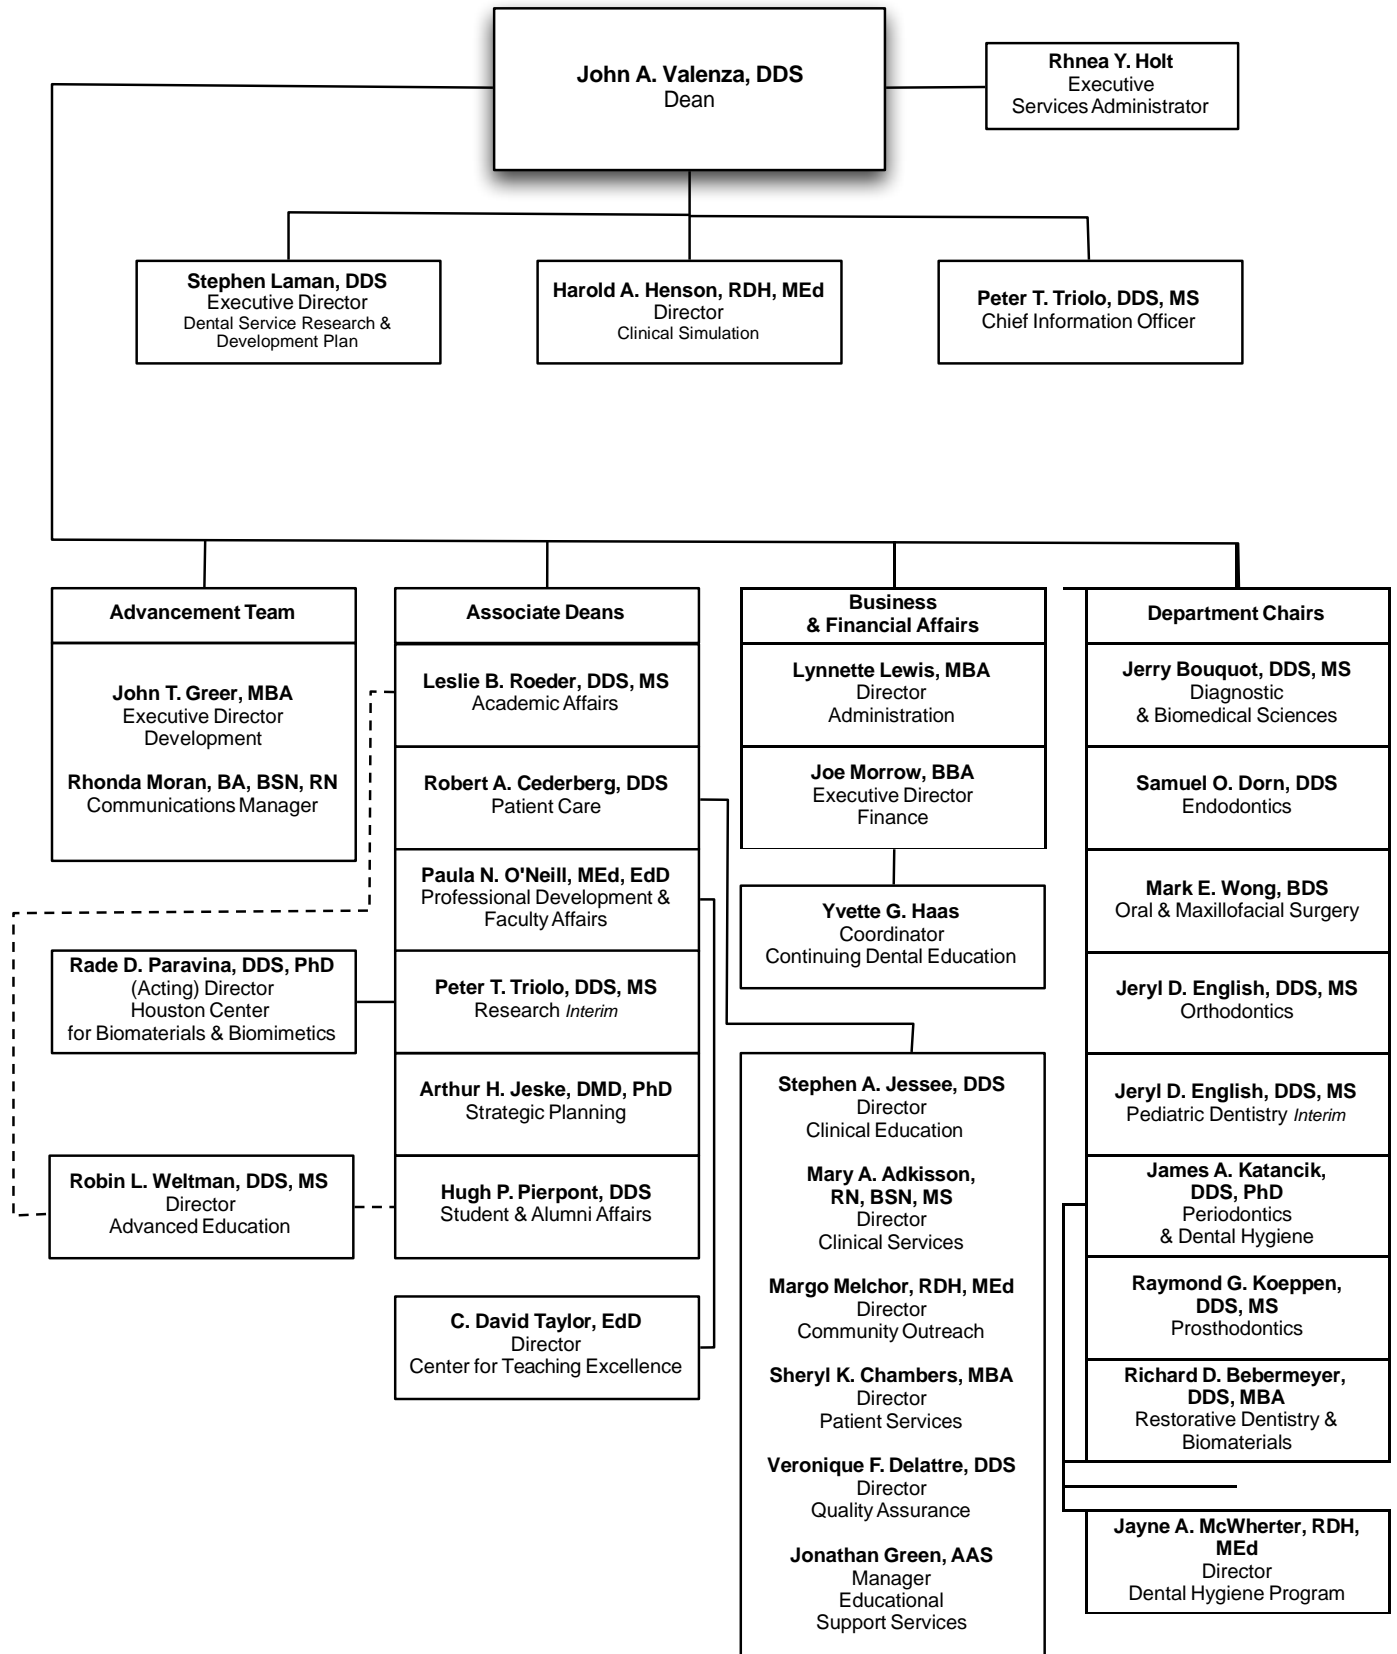 John A. Valenza, DDS
Dean
Rhnea Y. Holt
Executive
Services Administrator
Stephen Laman, DDS
Executive Director
Dental Service Research &
Development Plan
Harold A. Henson, RDH, MEd
Director
Clinical Simulation
Peter T. Triolo, DDS, MS
Chief Information Officer
Advancement Team
John T. Greer, MBA
Executive Director
Development
Rhonda Moran, BA, BSN, RN
Communications Manager
Rade D. Paravina, DDS, PhD
(Acting) Director
Houston Center
for Biomaterials & Biomimetics
Robin L. Weltman, DDS, MS
Director
Advanced Education
Associate Deans
Leslie B. Roeder, DDS, MS
Academic Affairs
Robert A. Cederberg, DDS
Patient Care
Paula N. O'Neill, MEd, EdD
Professional Development &
Faculty Affairs
Peter T. Triolo, DDS, MS
Research Interim
Arthur H. Jeske, DMD, PhD
Strategic Planning
Hugh P. Pierpont, DDS
Student & Alumni Affairs
C. David Taylor, EdD
Director
Center for Teaching Excellence
Business
& Financial Affairs
Lynnette Lewis, MBA
Director
Administration
Joe Morrow, BBA
Executive Director
Finance
Yvette G. Haas
Coordinator
Continuing Dental Education
Stephen A. Jessee, DDS
Director
Clinical Education
Mary A. Adkisson,
RN, BSN, MS
Director
Clinical Services
Margo Melchor, RDH, MEd
Director
Community Outreach
Sheryl K. Chambers, MBA
Director
Patient Services
Veronique F. Delattre, DDS
Director
Quality Assurance
Jonathan Green, AAS
Manager
Educational
Support Services
Department Chairs
Jerry Bouquot, DDS, MS
Diagnostic
& Biomedical Sciences
Samuel O. Dorn, DDS
Endodontics
Mark E. Wong, BDS
Oral & Maxillofacial Surgery
Jeryl D. English, DDS, MS
Orthodontics
Jeryl D. English, DDS, MS
Pediatric Dentistry Interim
James A. Katancik,
DDS, PhD
Periodontics
& Dental Hygiene
Raymond G. Koeppen,
DDS, MS
Prosthodontics
Richard D. Bebermeyer,
DDS, MBA
Restorative Dentistry &
Biomaterials
Jayne A. McWherter, RDH,
MEd
Director
Dental Hygiene Program